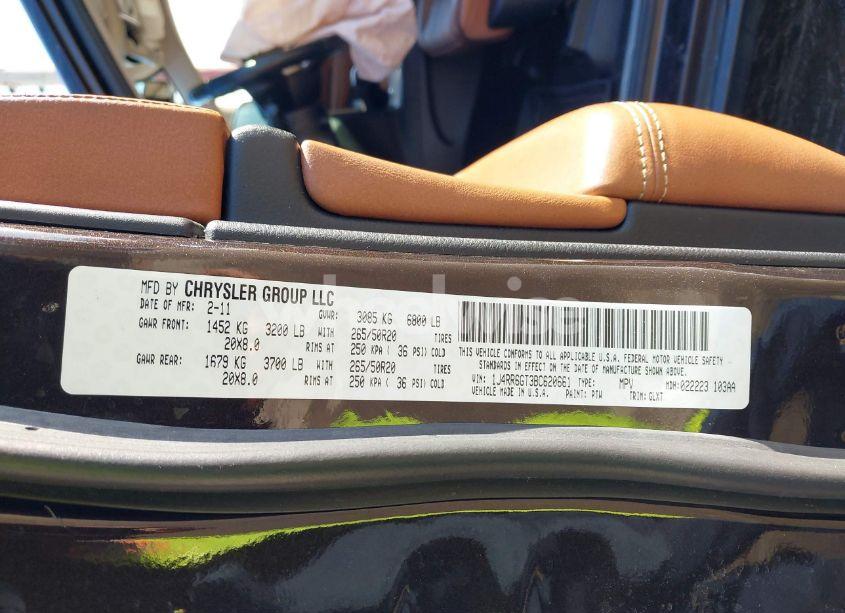 MFD BY CHRYSLER GROUP LLC
DATE OF MFR: 2-11 GVWR: 3085 KG 6800 LB
GAWR FRONT: 1452 KG 3200 LB WITH 265/50R20 TIRES
20X8.0 RIMS AT 250 KPA ( 36 PSI) COLD
GAWR REAR: 1679 KG 3700 LB WITH 265/50R20 TIRES
20X8.0 RIMS AT 250 KPA ( 36 PSI) COLD
THIS VEHICLE CONFORMS TO ALL APPLICABLE U.S.A. FEDERAL MOTOR VEHICLE SAFETY
STANDARDS IN EFFECT ON THE DATE OF MANUFACTURE SHOWN ABOVE.
VIN: 1J4RR6GT3BC620661 TYPE: MPV MDH: 022223 103AA
VEHICLE MADE IN U.S.A. PAINT: PTW TRIM: GLXT